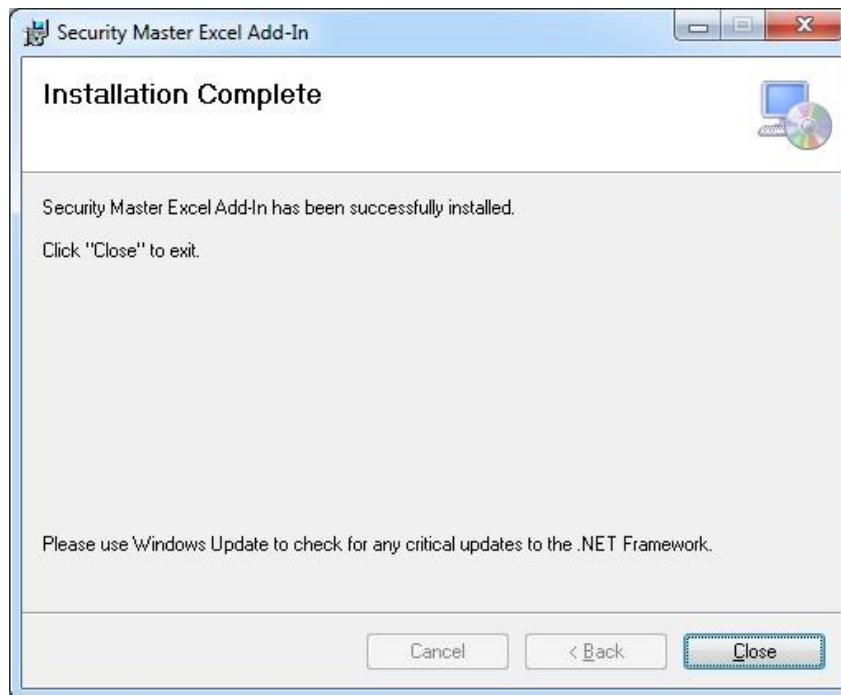 Security Master Excel Add-In
Installation Complete
Security Master Excel Add-In has been successfully installed.
Click "Close" to exit.
Please use Windows Update to check for any critical updates to the .NET Framework.
Cancel
< Back
Close